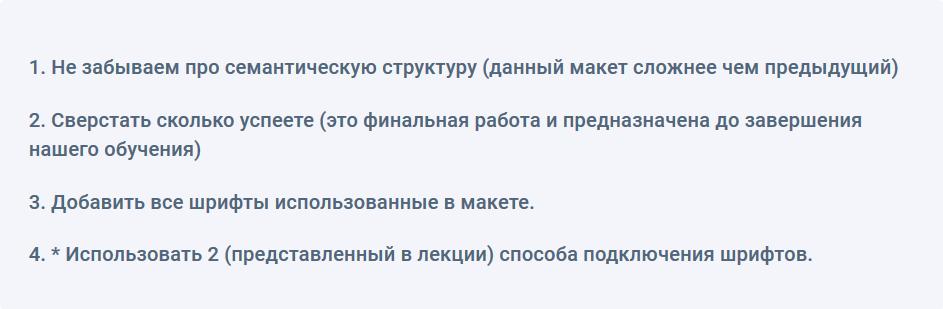 1. Не забываем про семантическую структуру (данный макет сложнее чем предыдущий)
2. Сверстать сколько успеете (это финальная работа и предназначена до завершения
нашего обучения)
3. Добавить все шрифты использованные в макете.
4. * Использовать 2 (представленный в лекции) способа подключения шрифтов.